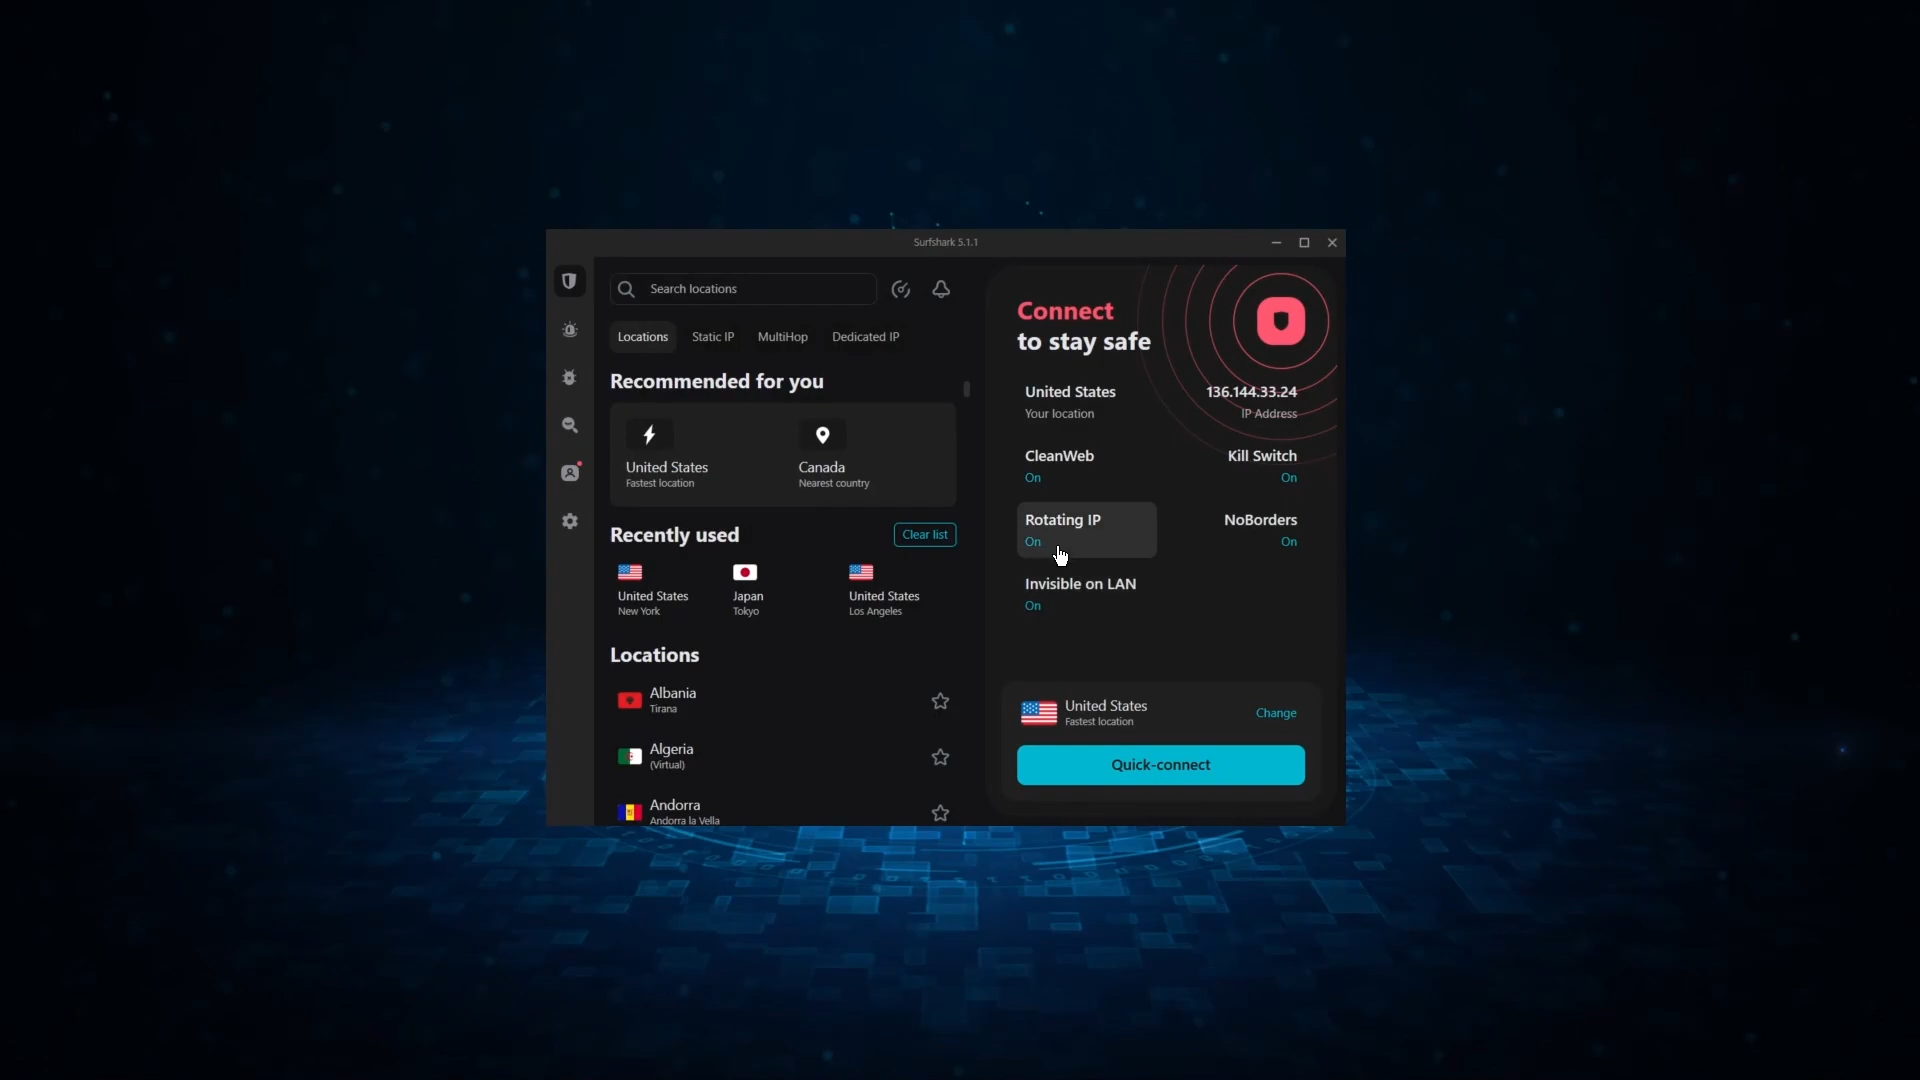 Surfshark 5.1.1
Search locations
Locations
Static IP
MultiHop
Dedicated IP
Recommended for you
United States
Fastest location
Canada
Nearest country
Recently used
Clear list
United States
New York
Japan
Tokyo
United States
Los Angeles
Locations
Albania
Tirana
Algeria
(Virtual)
Andorra
Andorra la Vella
Connect
to stay safe
United States
Your location
136.144.33.24
IP Address
CleanWeb
On
Kill Switch
On
Rotating IP
On
NoBorders
On
Invisible on LAN
On
United States
Fastest location
Change
Quick-connect